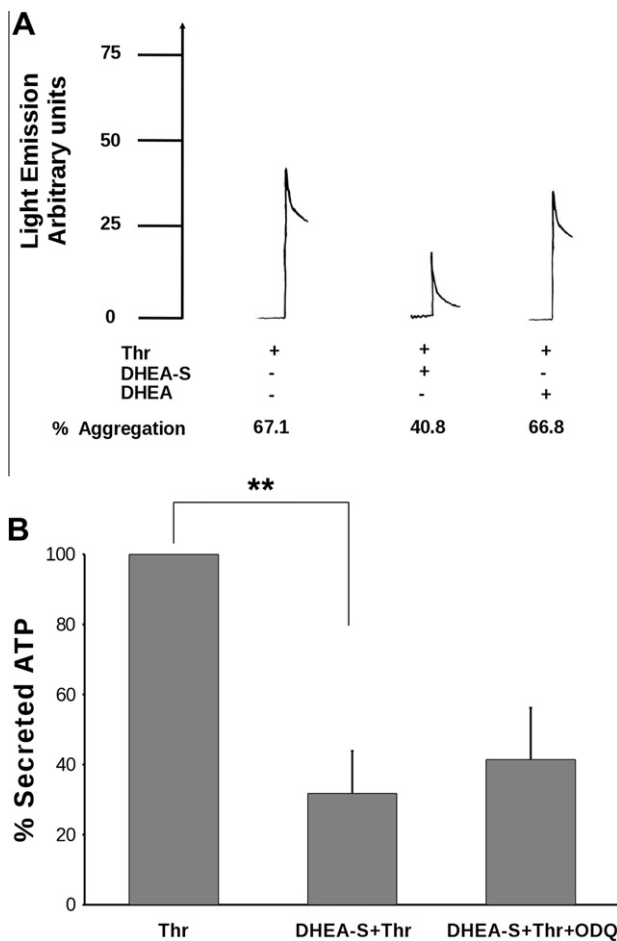 A
Light Emission
Arbitrary units
75
50
25
0
Thr + + +
DHEA-S - + -
DHEA - - +
% Aggregation 67.1 40.8 66.8
B
**
% Secreted ATP
100
80
60
40
20
0
Thr DHEA-S+Thr DHEA-S+Thr+ODQ